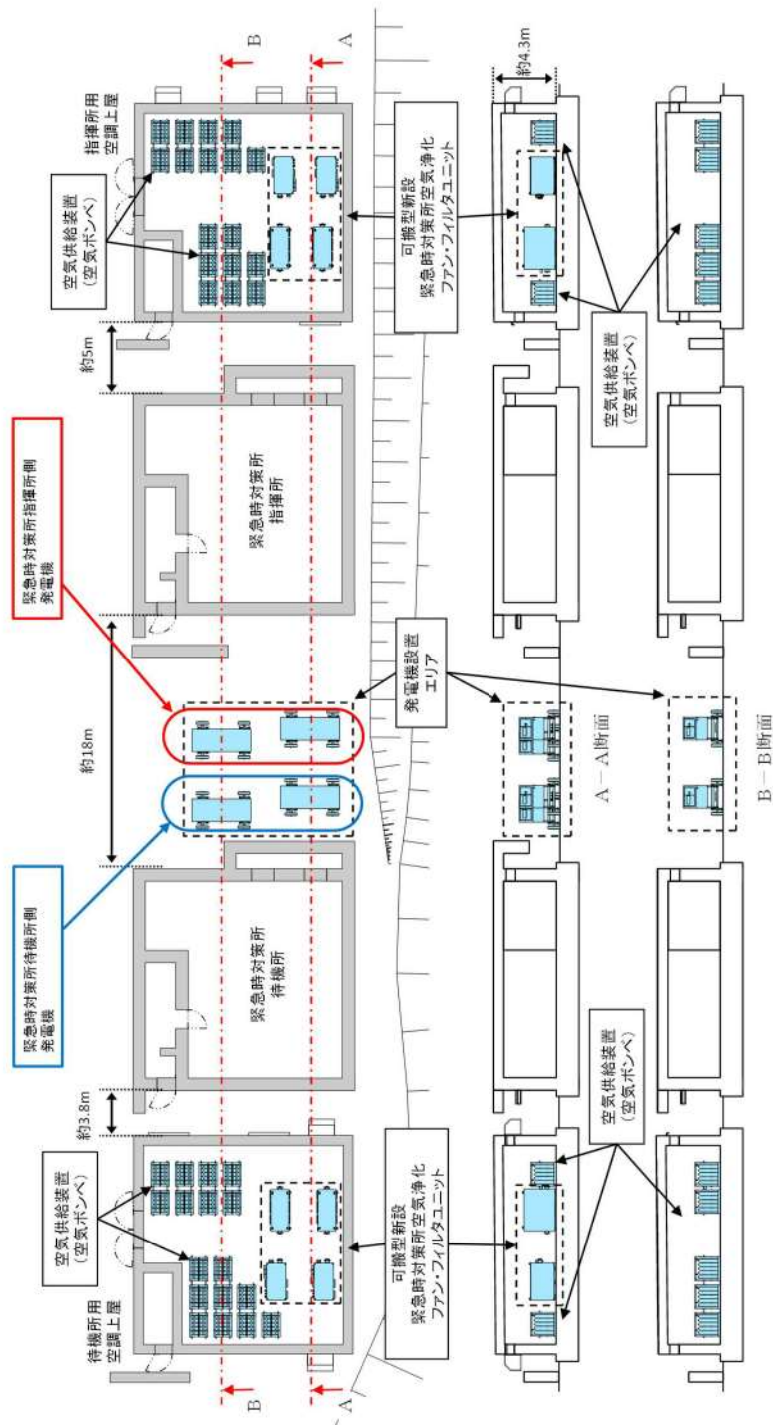 緊急時対策所待機所側
発電機
緊急時対策所指揮所側
発電機
約3.8m
約18m
約5m
待機所用
空調上屋
空気供給装置
(空気ボンベ)
空気供給装置
(空気ボンベ)
指揮所用
空調上屋
B
B
A
A
緊急時対策所
待機所
緊急時対策所
指揮所
可搬型新設
緊急時対策所空気浄化
ファン・フィルタユニット
発電機設置
エリア
可搬型新設
緊急時対策所空気浄化
ファン・フィルタユニット
約4.3m
A-A断面
空気供給装置
(空気ボンベ)
空気供給装置
(空気ボンベ)
B-B断面